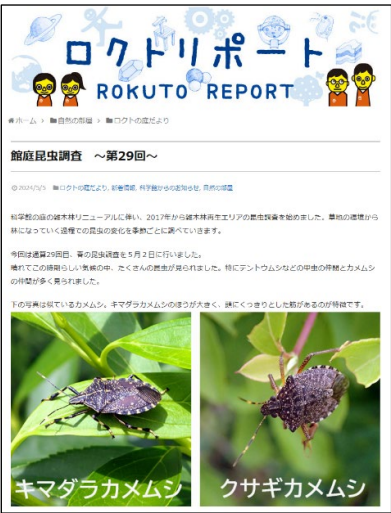 ロクトリポート
ROKUTO REPORT
ホーム > 自然の部屋 > ロクトの庭だより
館庭昆虫調査 ～第29回～
2024/5/5 ロクトの庭だより, 新着情報, 科学館からのお知らせ, 自然の部屋
科学館の庭の雑木林リニューアルに伴い、2017年から雑木林再生エリアの昆虫調査を始めました。草地の環境から
林になっていく過程での昆虫の変化を季節ごとに調べていきます。
今回は通算29回目、春の昆虫調査を５月２日に行いました。
晴れてこの時期らしい気候の中、たくさんの昆虫が見られました。特にテントウムシなどの甲虫の仲間とカメムシ
の仲間が多く見られました。
下の写真は似ているカメムシ。キマダラカメムシのほうが大きく、頭にくっきりとした筋があるのが特徴です。
キマダラカメムシ
クサギカメムシ